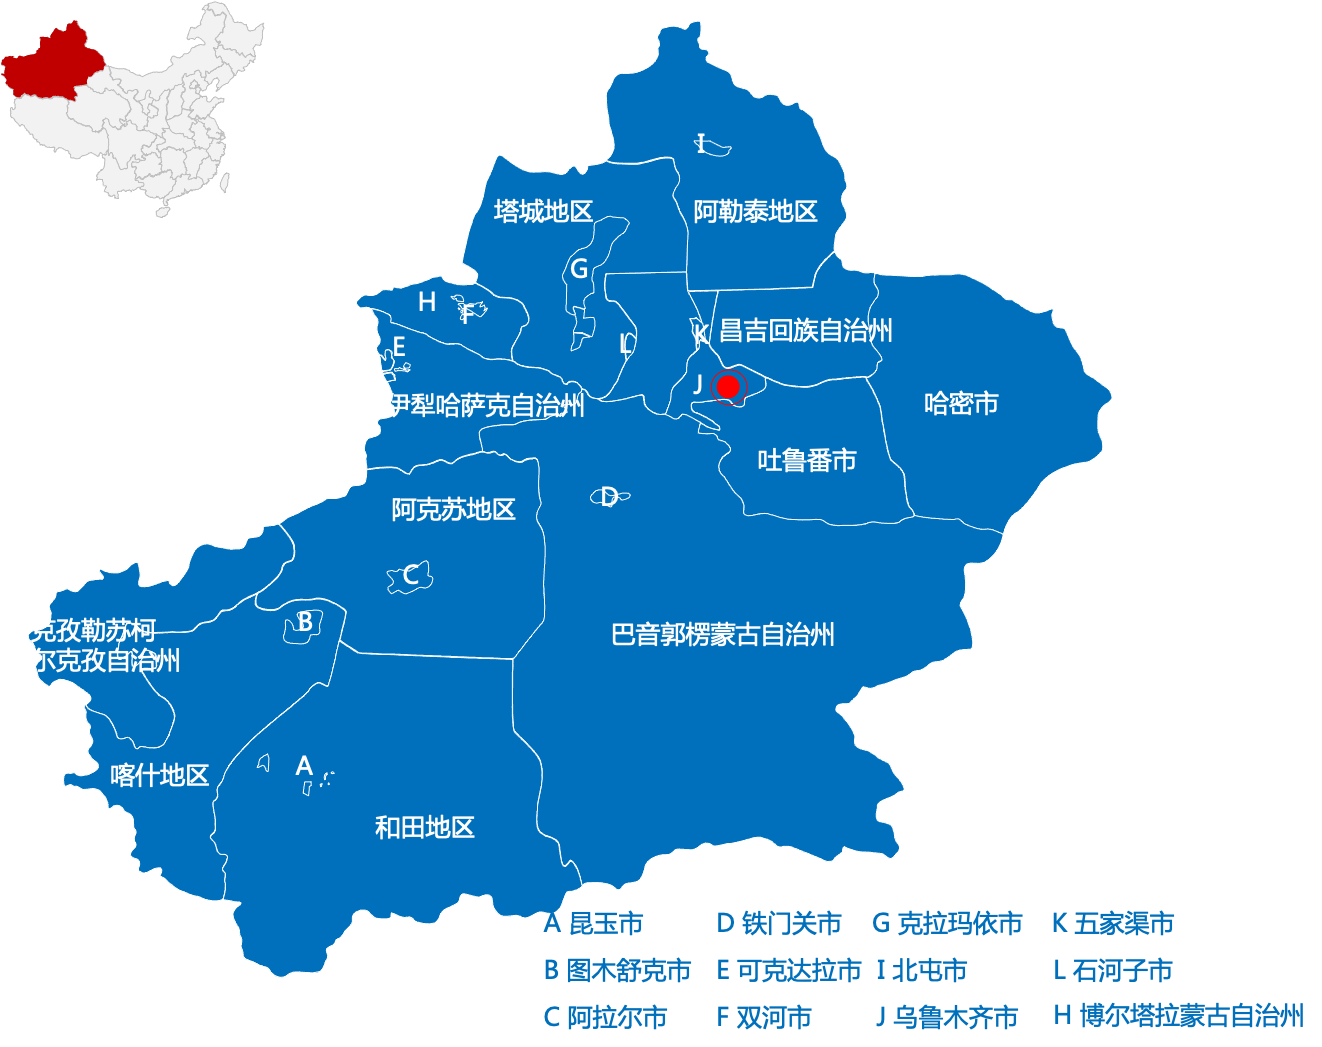 I
塔城地区
阿勒泰地区
G
H
F
K
昌吉回族自治州
L
E
J
伊犁哈萨克自治州
哈密市
吐鲁番市
D
阿克苏地区
C
B
克孜勒苏柯
尔克孜自治州
巴音郭楞蒙古自治州
A
喀什地区
和田地区
A 昆玉市
D 铁门关市
G 克拉玛依市
K 五家渠市
B 图木舒克市
E 可克达拉市
I 北屯市
L 石河子市
C 阿拉尔市
F 双河市
J 乌鲁木齐市
H 博尔塔拉蒙古自治州